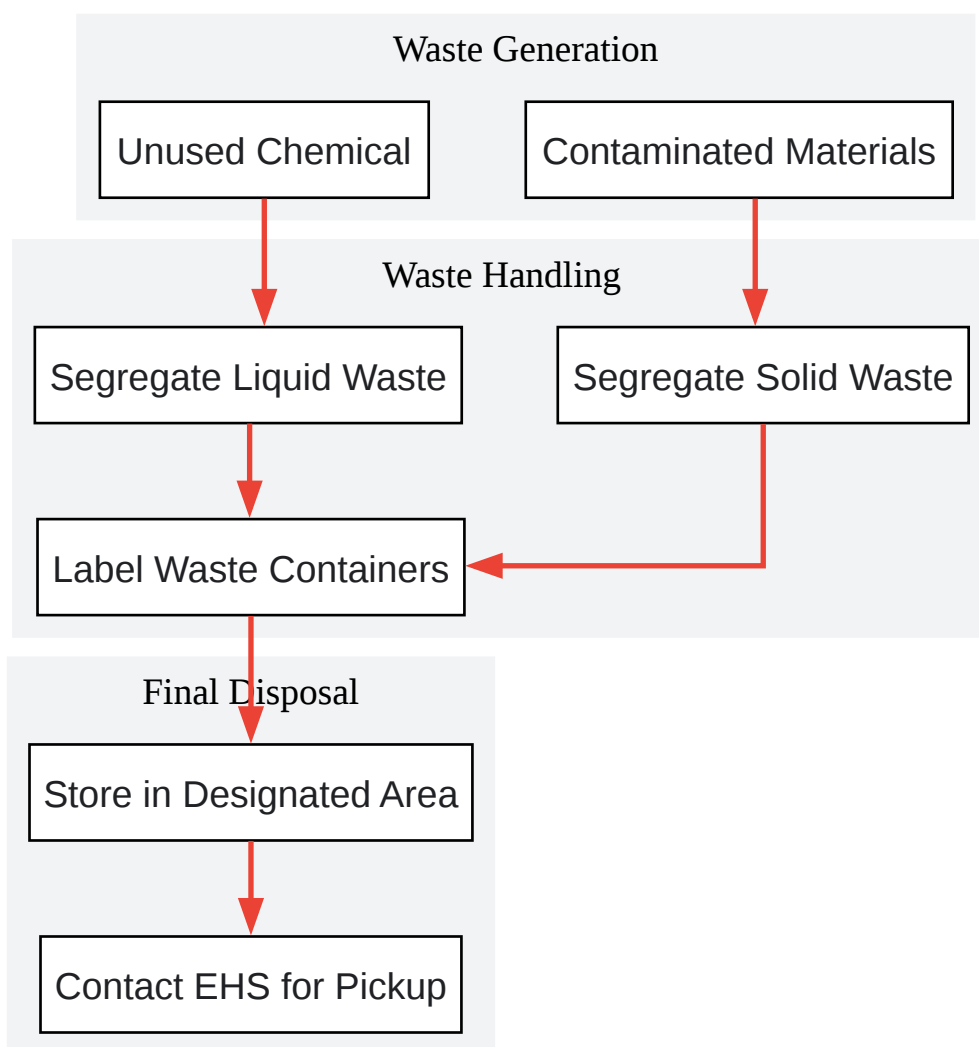 Waste Generation
Unused Chemical
Contaminated Materials
Waste Handling
Segregate Liquid Waste
Segregate Solid Waste
Label Waste Containers
Final Disposal
Store in Designated Area
Contact EHS for Pickup